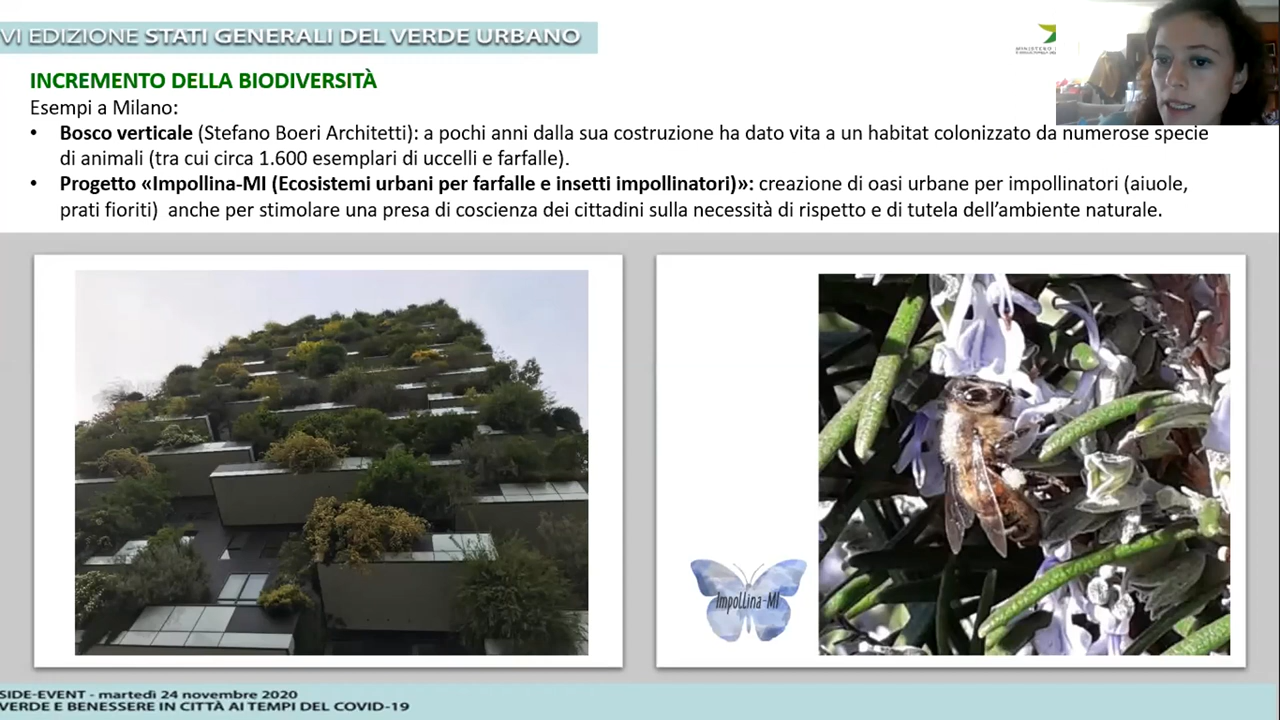 VI EDIZIONE STATI GENERALI DEL VERDE URBANO
INCREMENTO DELLA BIODIVERSITÀ
Esempi a Milano:
• Bosco verticale (Stefano Boeri Architetti): a pochi anni dalla sua costruzione ha dato vita a un habitat colonizzato da numerose specie
di animali (tra cui circa 1.600 esemplari di uccelli e farfalle).
• Progetto «Impollina-MI (Ecosistemi urbani per farfalle e insetti impollinatori)»: creazione di oasi urbane per impollinatori (aiuole,
prati fioriti) anche per stimolare una presa di coscienza dei cittadini sulla necessità di rispetto e di tutela dell’ambiente naturale.
Impollina-MI
SIDE-EVENT - martedì 24 novembre 2020
VERDE E BENESSERE IN CITTÀ AI TEMPI DEL COVID-19